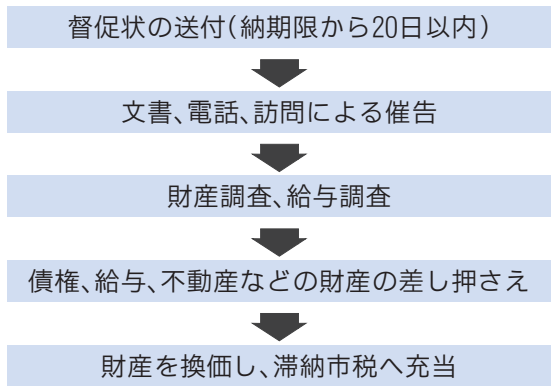 督促状の送付(納期限から20日以内)
文書、電話、訪問による催告
財産調査、給与調査
債権、給与、不動産などの財産の差し押さえ
財産を換価し、滞納市税へ充当